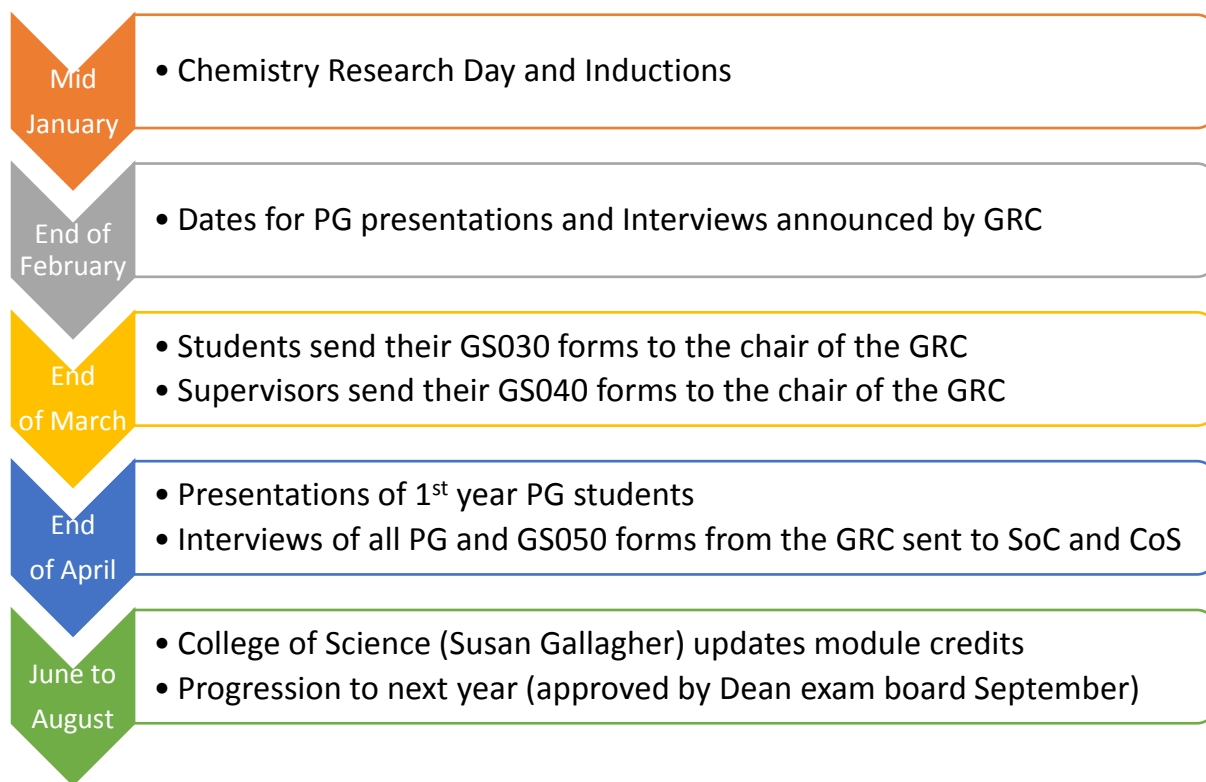 Mid
January
• Chemistry Research Day and Inductions
End of
February
• Dates for PG presentations and Interviews announced by GRC
End
of March
• Students send their GS030 forms to the chair of the GRC
• Supervisors send their GS040 forms to the chair of the GRC
End
of April
• Presentations of 1st year PG students
• Interviews of all PG and GS050 forms from the GRC sent to SoC and CoS
June to
August
• College of Science (Susan Gallagher) updates module credits
• Progression to next year (approved by Dean exam board September)